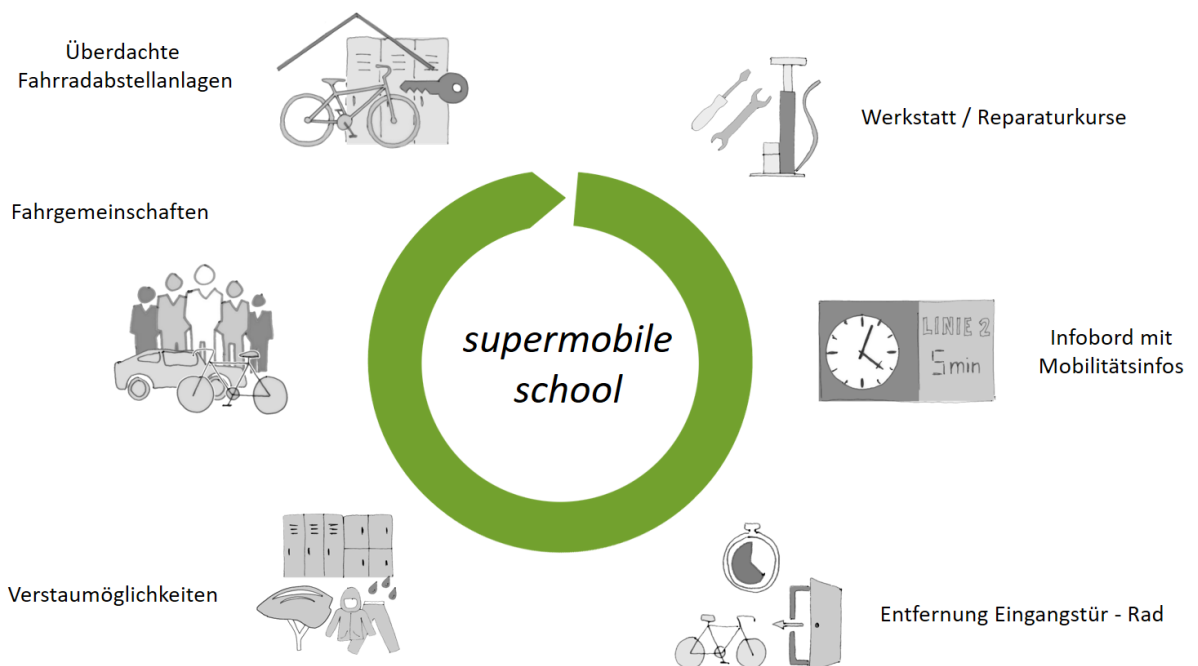 Überdachte
Fahrradabstellanlagen
Werkstatt / Reparaturkurse
Fahrgemeinschaften
supermobile
school
LINIE 2
5min
Infobord mit
Mobilitätsinfos
Verstaumöglichkeiten
Entfernung Eingangstür - Rad